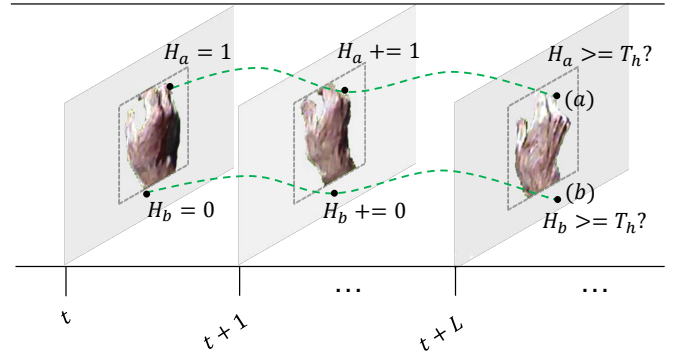 H_a = 1
H_a += 1
H_a >= T_h?
(a)
(b)
H_b = 0
H_b += 0
H_b >= T_h?
... ...
t
t + 1
t + L